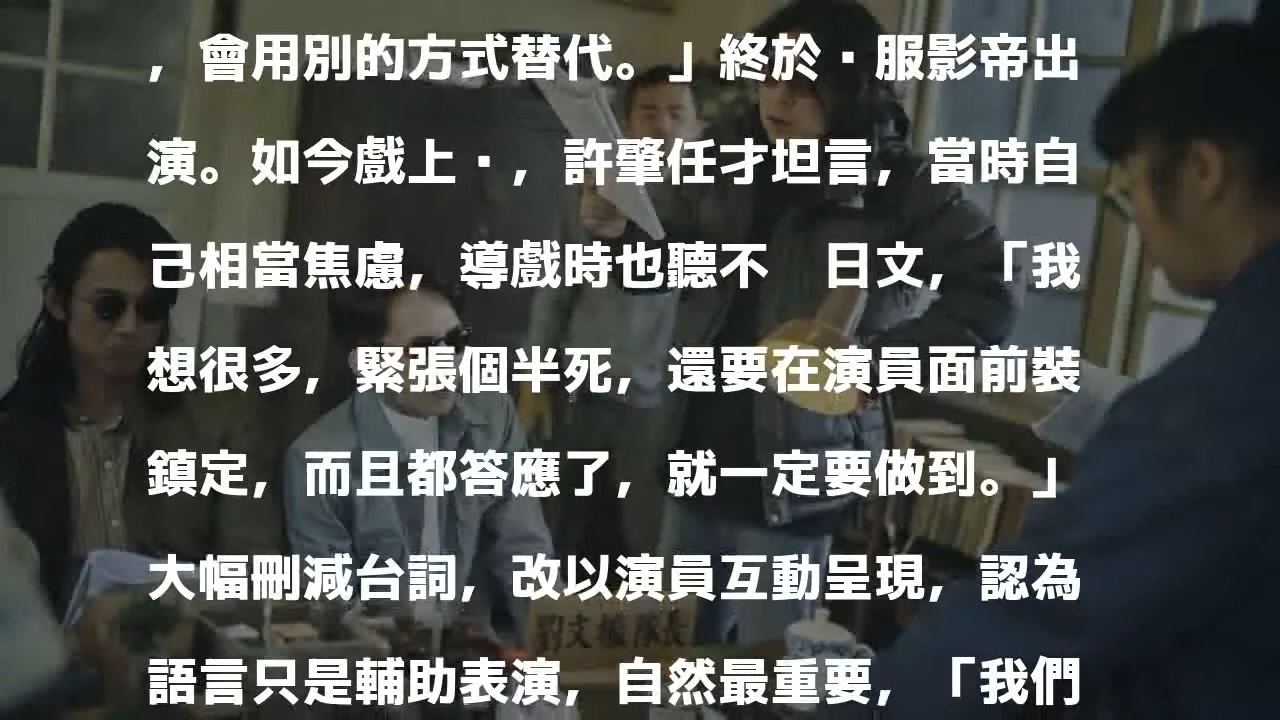 ，會用別的方式替代。」終於·服影帝出
演。如今戲上·，許肇任才坦言，當時自
己相當焦慮，導戲時也聽不　日文，「我
想很多，緊張個半死，還要在演員面前裝
鎮定，而且都答應了，就一定要做到。」
大幅刪減台詞，改以演員互動呈現，認為
語言只是輔助表演，自然最重要，「我們
劉文楹 隊長